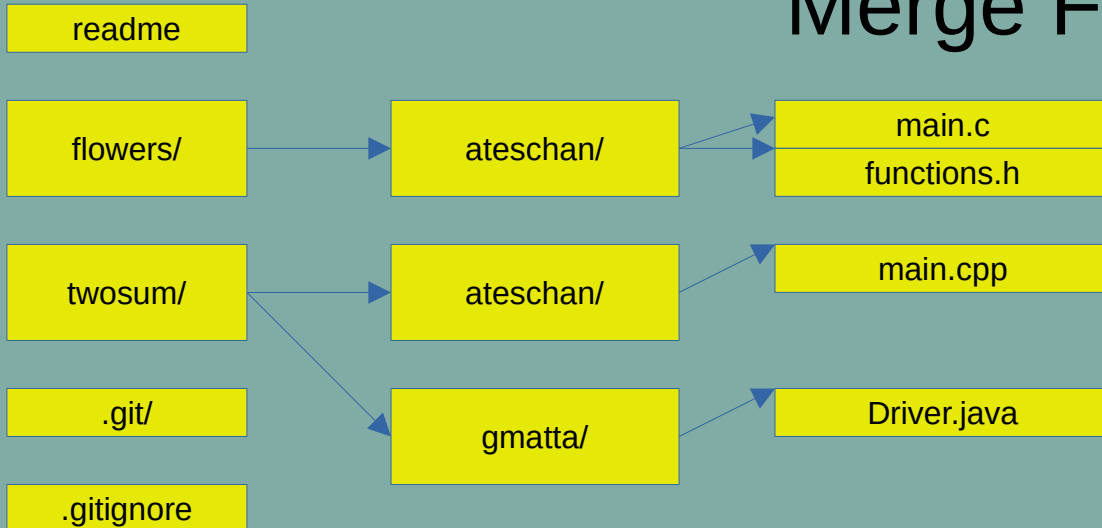 Merge F
readme
flowers/
ateschan/
main.c
functions.h
twosum/
ateschan/
main.cpp
.git/
gmatta/
Driver.java
.gitignore